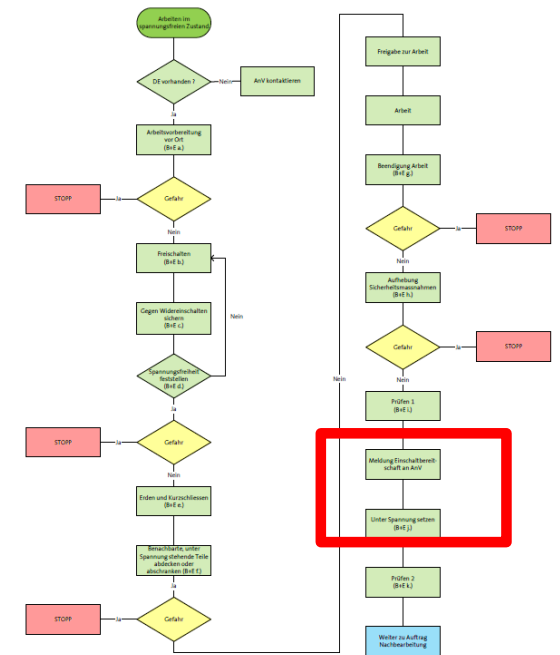 Arbeiten im
spannungsfreien Zustand
DE vorhanden ?
Nein
AnV kontaktieren
Ja
Arbeitsvorbereitung
vor Ort
(B+E a.)
Gefahr
Ja
STOPP
Nein
Freischalten
(B+E b.)
Gegen Widereinschalten
sichern
(B+E c.)
Nein
Spannungsfreiheit
feststellen
(B+E d.)
Ja
Gefahr
Ja
STOPP
Nein
Erden und Kurzschliessen
(B+E e.)
Benachbarte, unter
Spannung stehende Teile
abdecken oder
abschranken (B+E f.)
Ja
Gefahr
Ja
STOPP
Nein
Freigabe zur Arbeit
Arbeit
Beendigung Arbeit
(B+E g.)
Gefahr
Ja
STOPP
Nein
Aufhebung
Sicherheitsmassnahmen
(B+E h.)
Gefahr
Ja
STOPP
Nein
Prüfen 1
(B+E i.)
Meldung Einschaltbereit-
schaft an AnV
Unter Spannung setzen
(B+E j.)
Prüfen 2
(B+E k.)
Weiter zu Auftrag
Nachbearbeitung